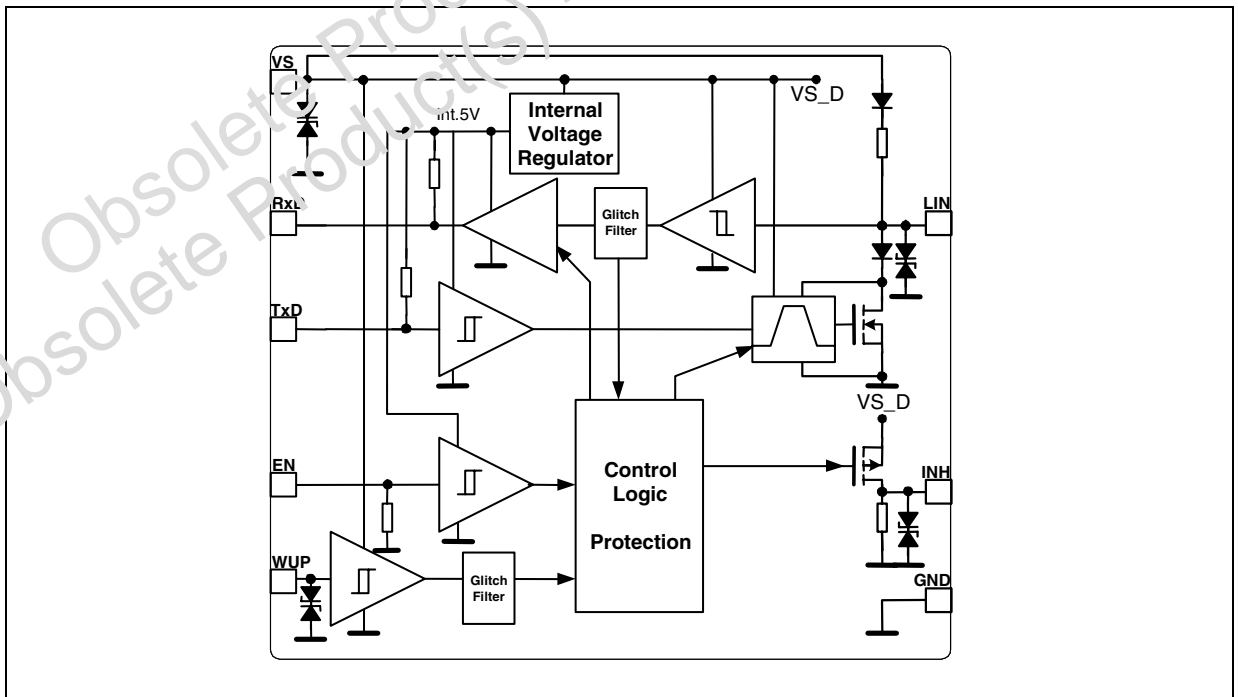 Obsolete Product(s)
Obsolete Product(s)
VS
VS_D
Int.5V
Internal
Voltage
Regulator
RxD
Glitch
Filter
LIN
TxD
VS_D
EN
Control
Logic
Protection
INH
WUP
Glitch
Filter
GND